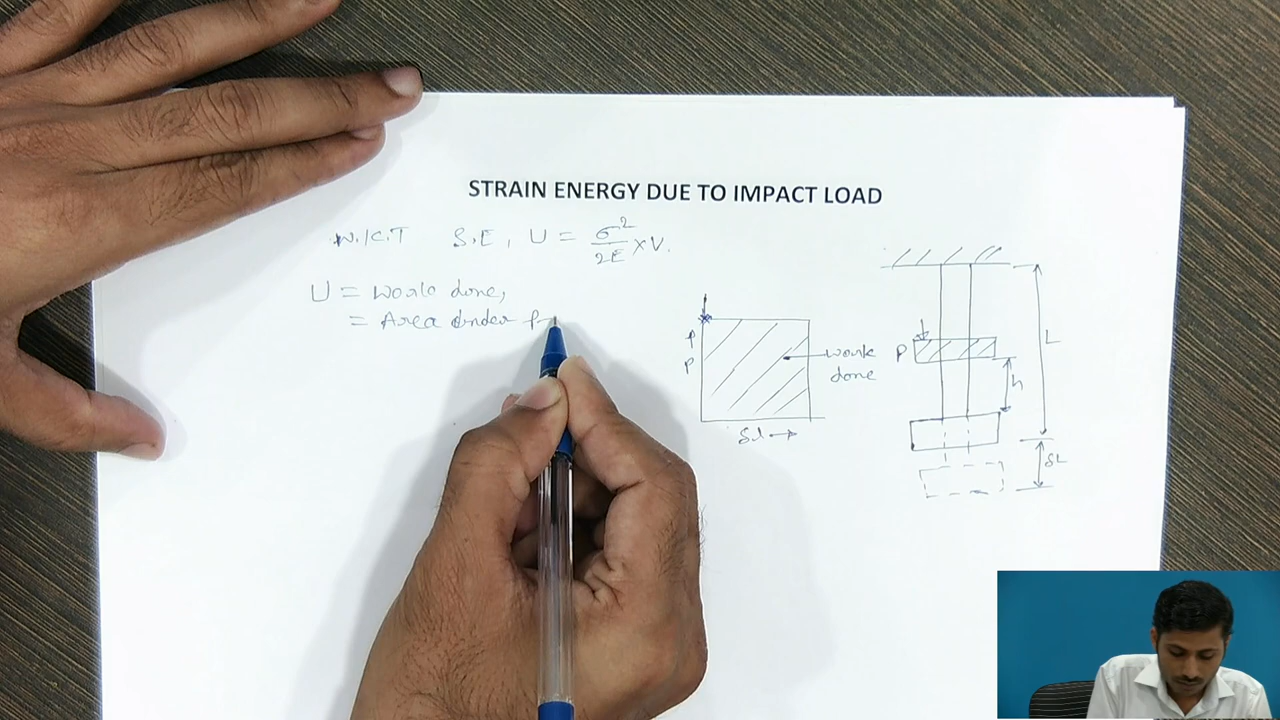 STRAIN ENERGY DUE TO IMPACT LOAD
W.K.T S.E, U = σ²/2E × V.
U = Work done,
= Area under P
P
P
work
done
δl →
P
h
L
δL